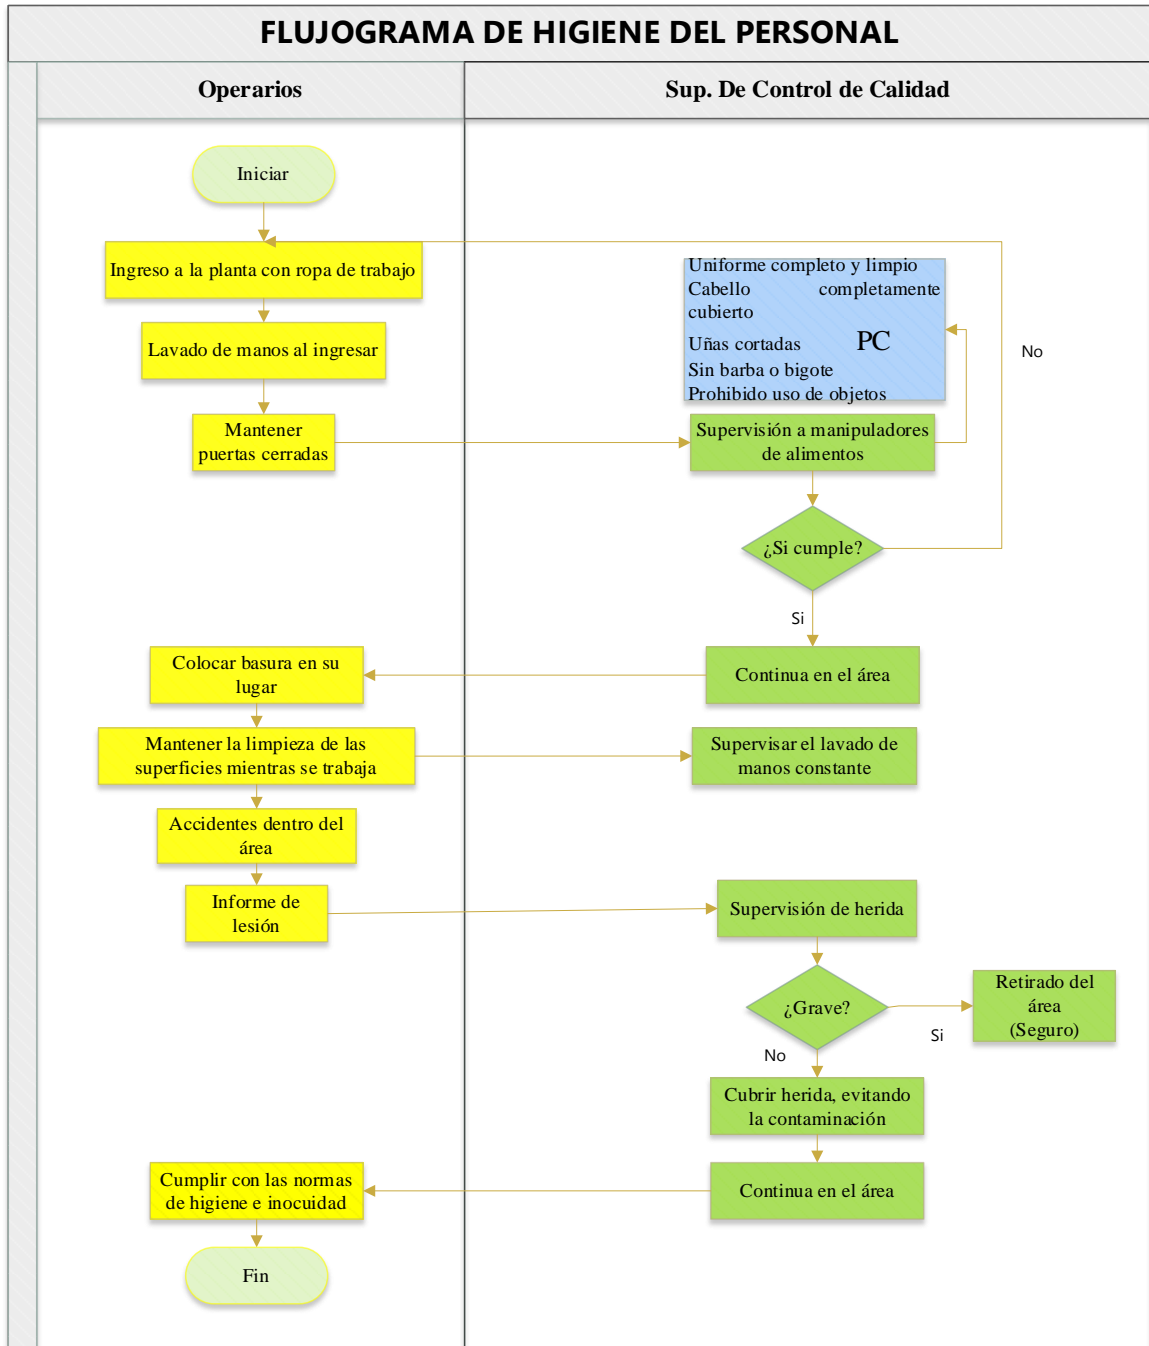 FLUJOGRAMA DE HIGIENE DEL PERSONAL
Operarios
Sup. De Control de Calidad
Iniciar
Ingreso a la planta con ropa de trabajo
Uniforme completo y limpio
Cabello completamente
cubierto
Uñas cortadas
PC
Sin barba o bigote
Prohibido uso de objetos
No
Lavado de manos al ingresar
Mantener
puertas cerradas
Supervisión a manipuladores
de alimentos
¿Si cumple?
Si
Colocar basura en su
lugar
Continua en el área
Mantener la limpieza de las
superficies mientras se trabaja
Supervisar el lavado de
manos constante
Accidentes dentro del
área
Informe de
lesión
Supervisión de herida
¿Grave?
Retirado del
área
(Seguro)
Si
No
Cubrir herida, evitando
la contaminación
Cumplir con las normas
de higiene e inocuidad
Continua en el área
Fin